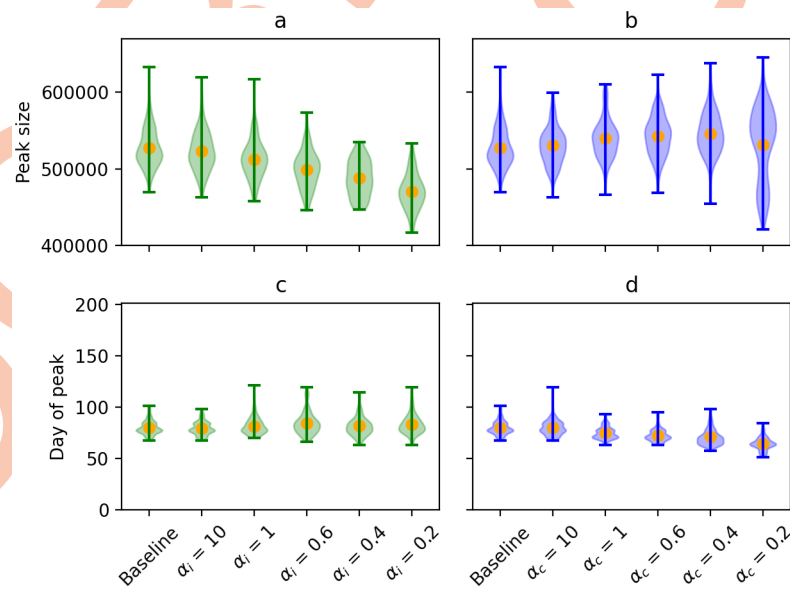 a
b
Peak size
600000
500000
400000
c
d
Day of peak
200
150
100
50
0
Baseline
αi = 10
αi = 1
αi = 0.6
αi = 0.4
αi = 0.2
Baseline
αc = 10
αc = 1
αc = 0.6
αc = 0.4
αc = 0.2